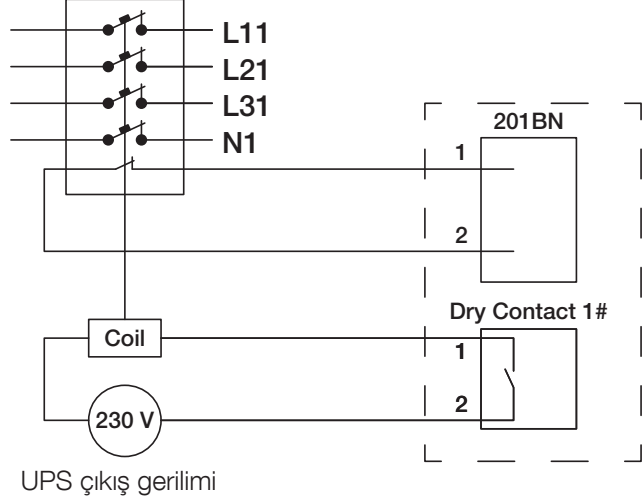 L11
L21
L31
N1
201BN
1
2
Dry Contact 1#
Coil
1
2
230 V
UPS çıkış gerilimi